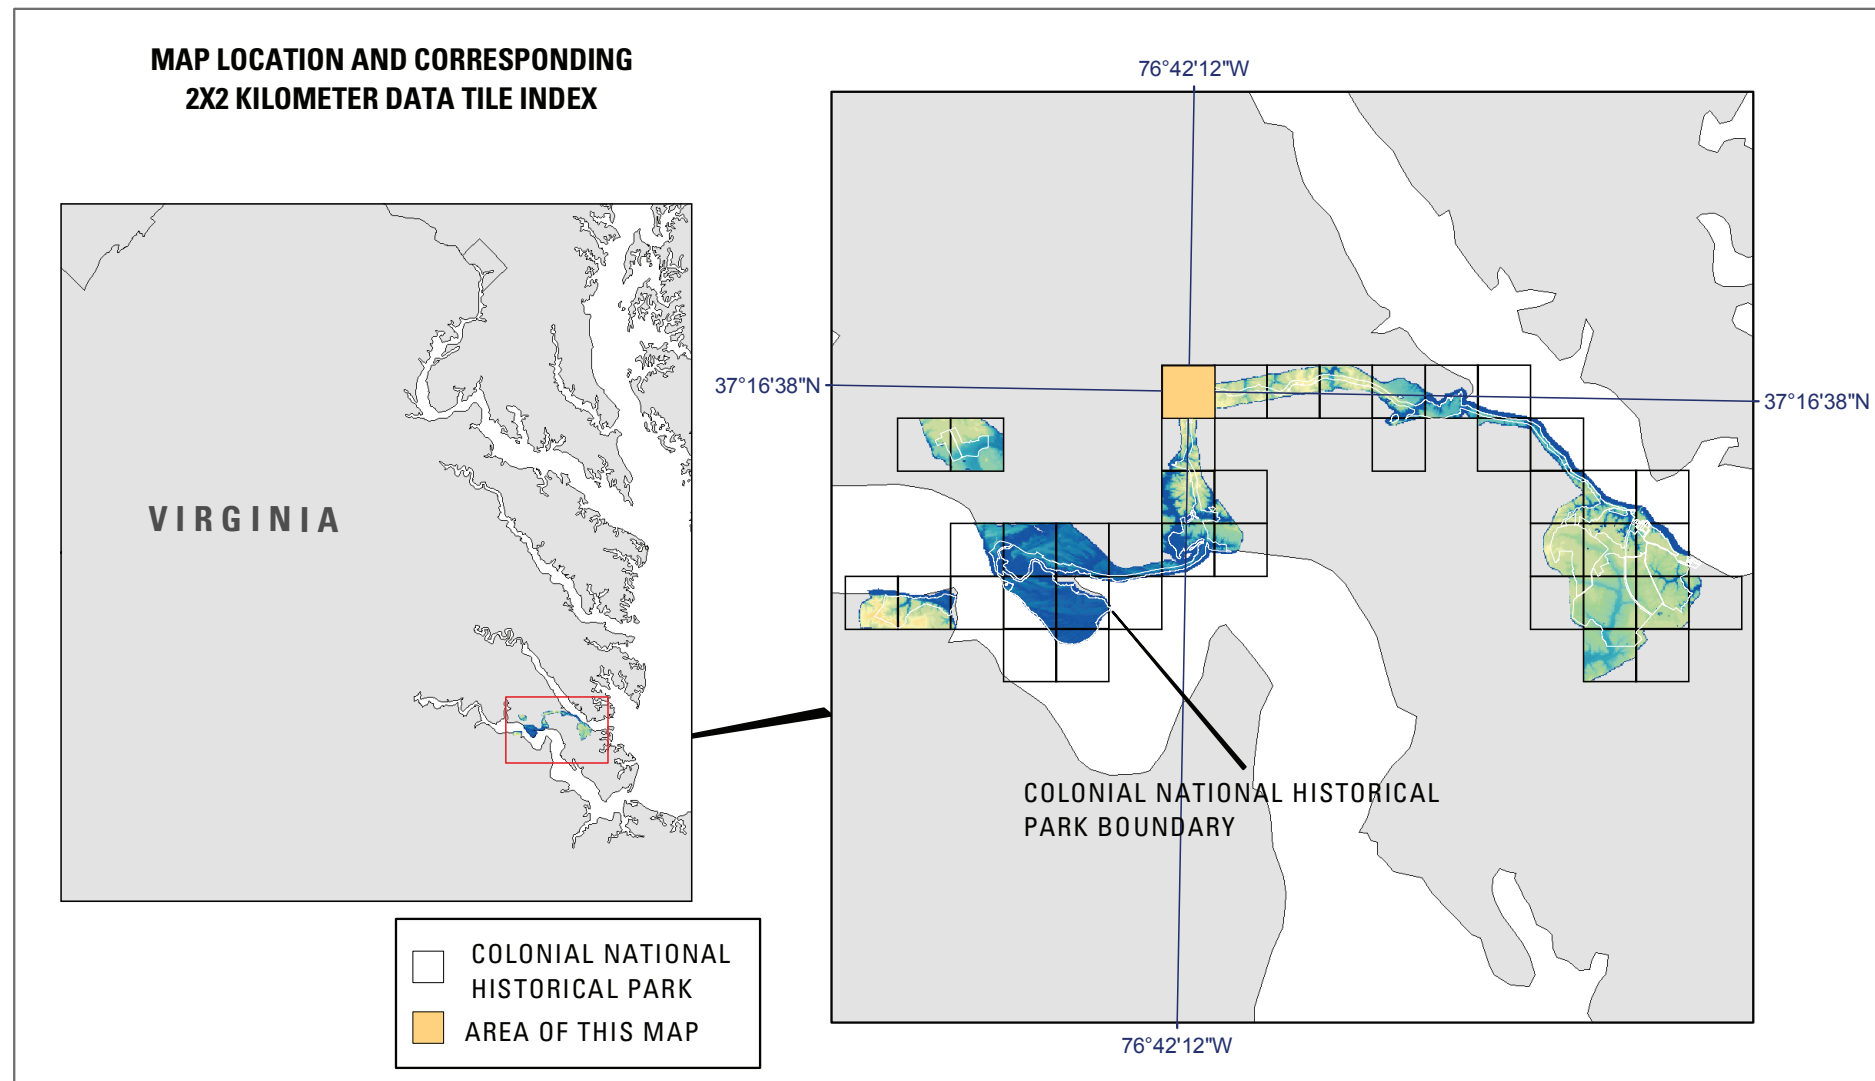 MAP LOCATION AND CORRESPONDING
2X2 KILOMETER DATA TILE INDEX
76°42'12"W
37°16'38"N
37°16'38"N
VIRGINIA
COLONIAL NATIONAL HISTORICAL
PARK BOUNDARY
COLONIAL NATIONAL
HISTORICAL PARK
AREA OF THIS MAP
76°42'12"W